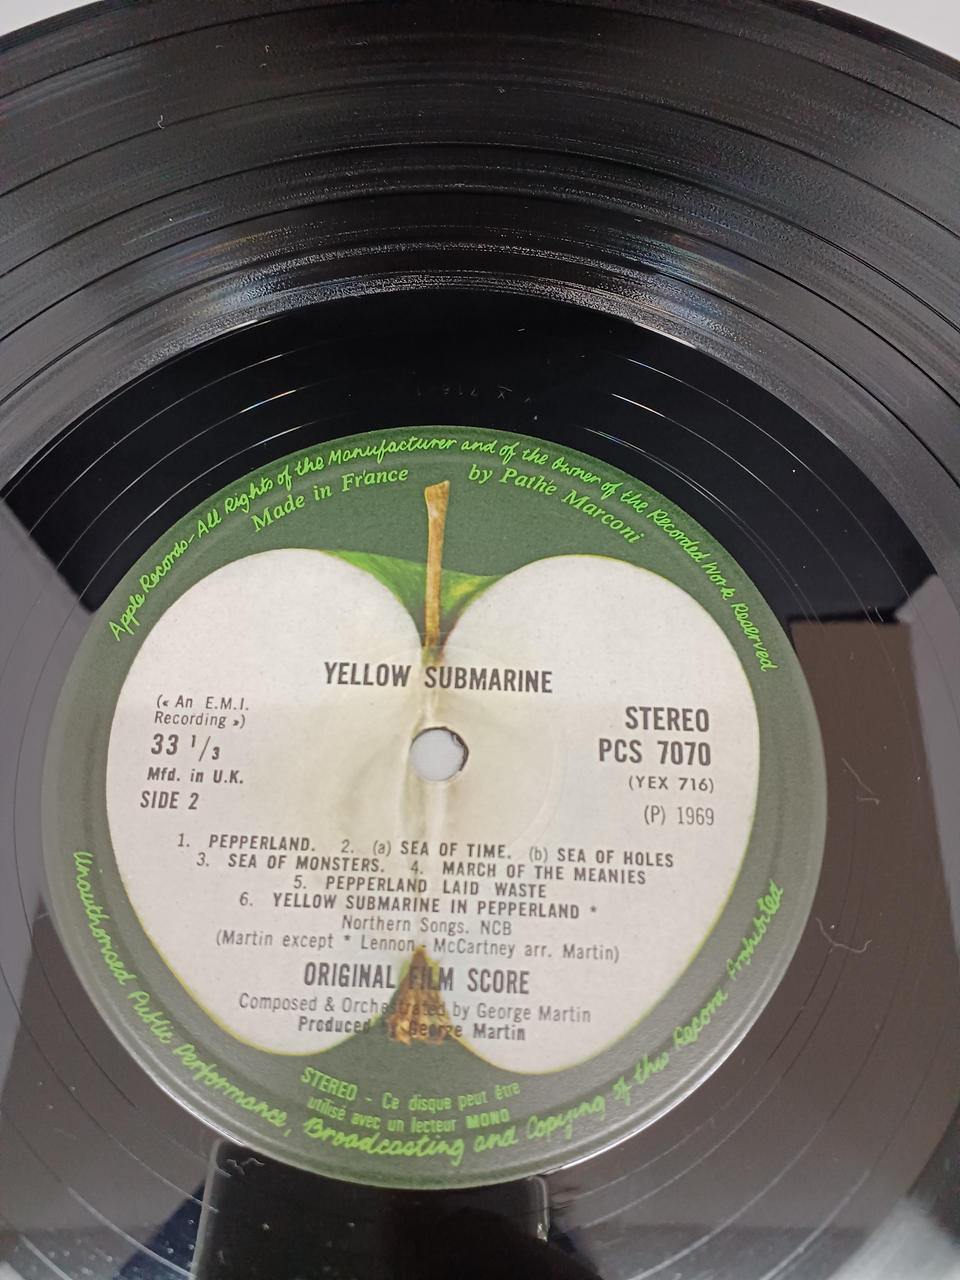 Apple Records-All Rights of the Manufacturer and of the Owner of the Recorded Work Reserved
Made in France by Pathé Marconi
YELLOW SUBMARINE
(« An E.M.I.
Recording »)
33 1/3
Mfd. in U.K.
SIDE 2
STEREO
PCS 7070
(YEX 716)
(P) 1969
1. PEPPERLAND. 2. (a) SEA OF TIME. (b) SEA OF HOLES
3. SEA OF MONSTERS. 4. MARCH OF THE MEANIES
5. PEPPERLAND LAID WASTE
6. YELLOW SUBMARINE IN PEPPERLAND *
Northern Songs. NCB
(Martin except * Lennon - McCartney arr. Martin)
ORIGINAL FILM SCORE
Composed & Orchestrated by George Martin
Produced by George Martin
STEREO - Ce disque peut être
utilisé avec un lecteur MONO
Unauthorised Public Performance, Broadcasting and Copying of this Record Prohibited